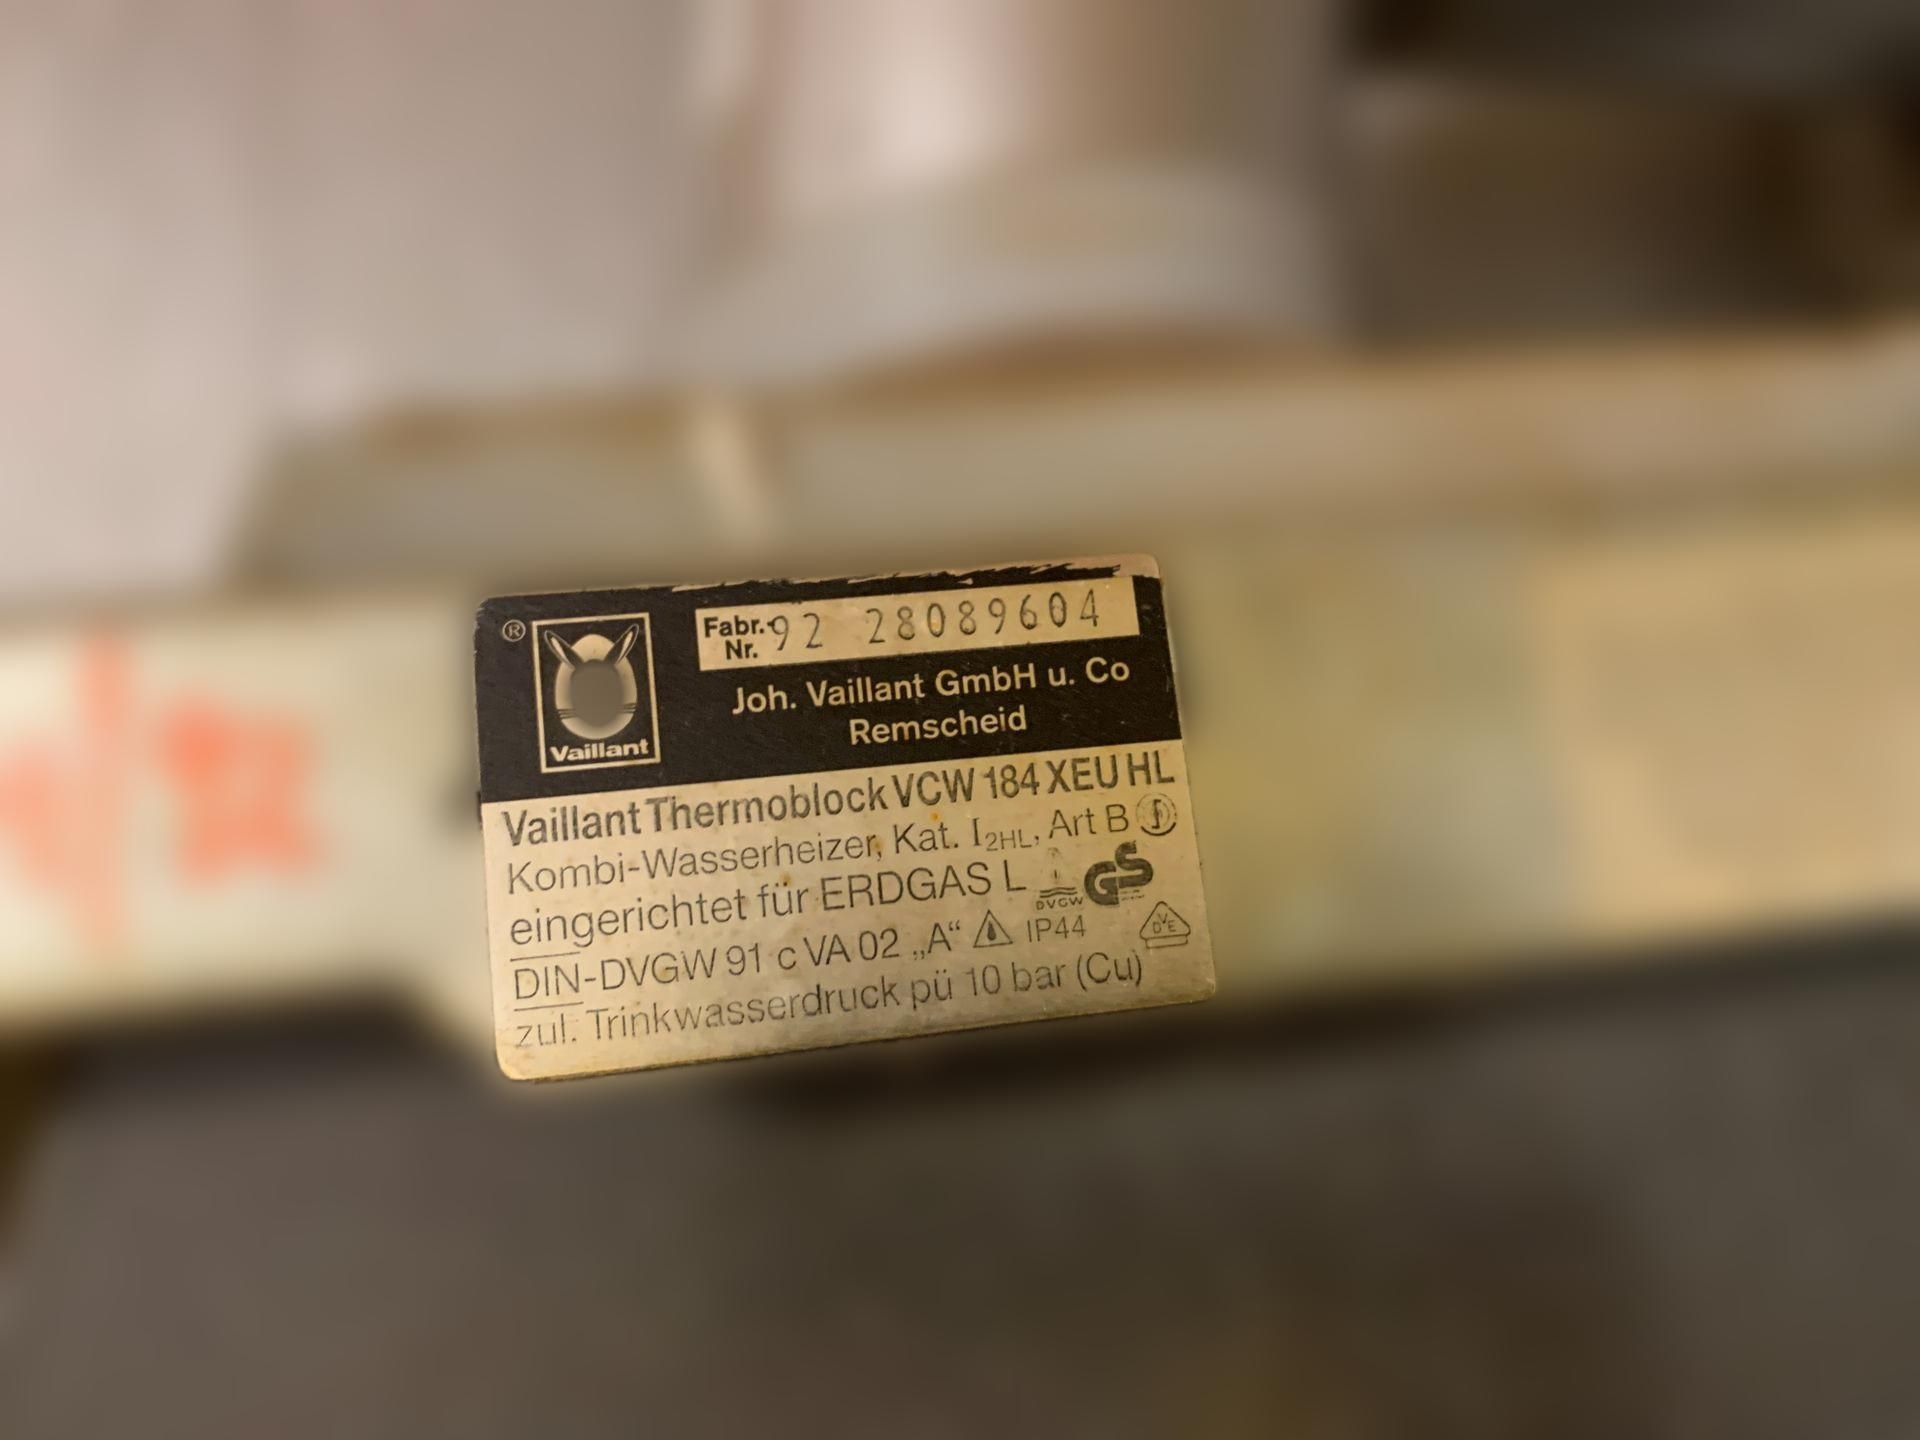 ®
Vaillant
Fabr.-Nr. 92 28089604
Joh. Vaillant GmbH u. Co
Remscheid
Vaillant Thermoblock VCW 184 XEU HL
Kombi-Wasserheizer, Kat. I2HL, Art B
eingerichtet für ERDGAS L
DVGW
GS
DIN-DVGW 91 c VA 02 „A“ IP44
DVE
zul. Trinkwasserdruck pü 10 bar (Cu)